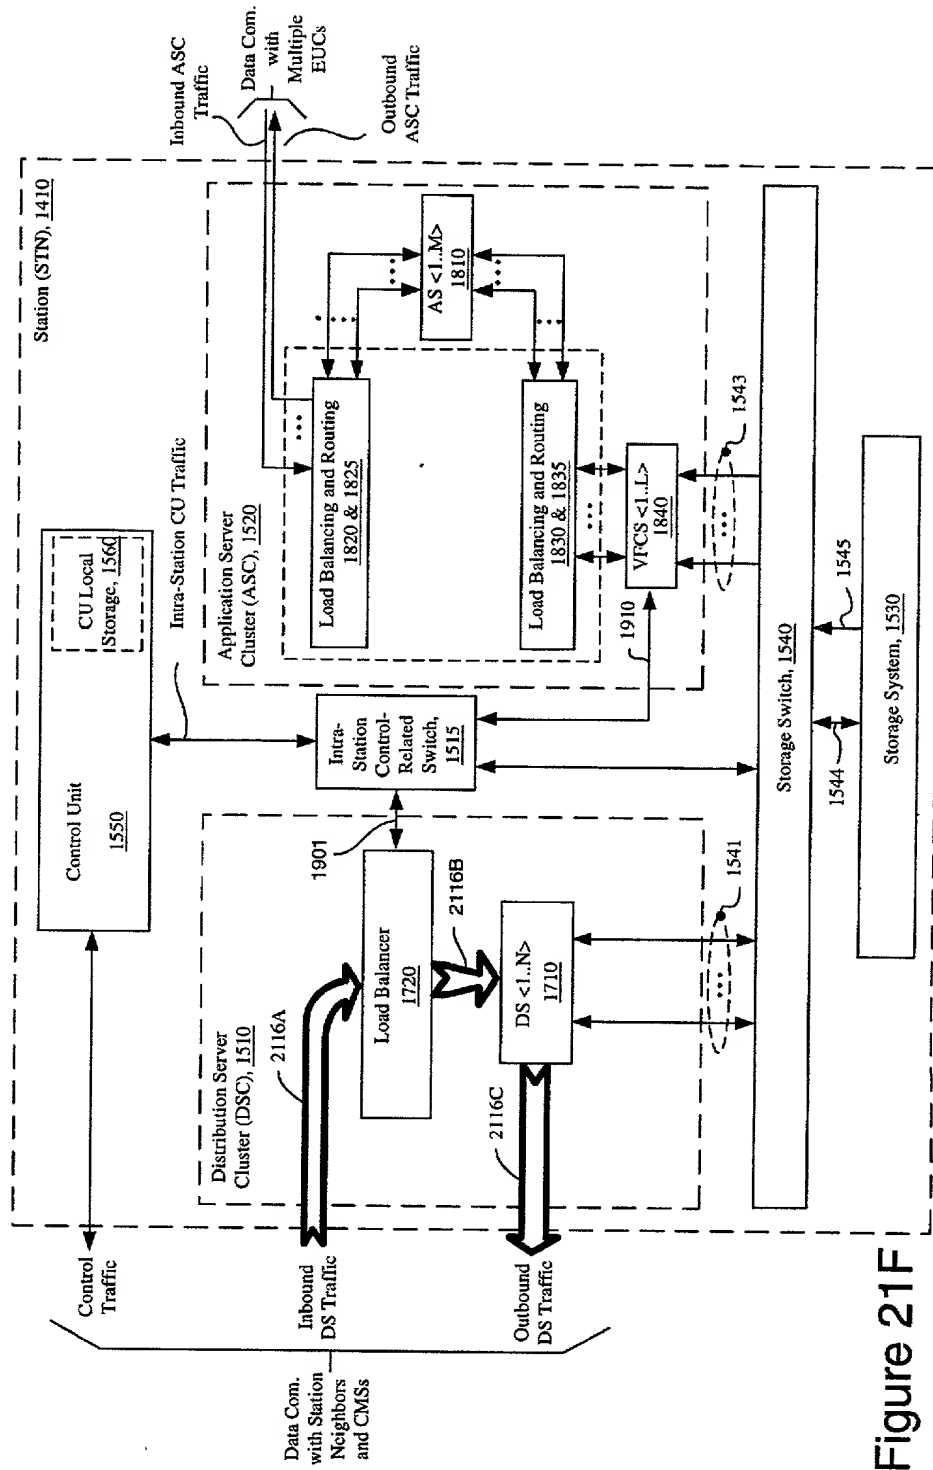 Station (STN), 1410
Control Unit
1550
CU Local
Storage, 1560
Control
Traffic
Intra-Station CU Traffic
Inbound ASC
Traffic
Data Com.
with
Multiple
EUCs
Outbound
ASC Traffic
Distribution Server
Cluster (DSC), 1510
Application Server
Cluster (ASC), 1520
Data Com.
with Station
Neighbors
and CMSs
Inbound
DS Traffic
2116A
Load Balancer
1720
1901
Intra-
Station
Control-
Related
Switch,
1515
Load Balancing and Routing
1820 & 1825
AS <1..M>
1810
2116B
Outbound
DS Traffic
2116C
DS <1..N>
1710
Load Balancing and Routing
1830 & 1835
1910
VFCS <1..L>
1840
1541
1543
Storage Switch, 1540
1544
1545
Storage System, 1530
Figure 21F